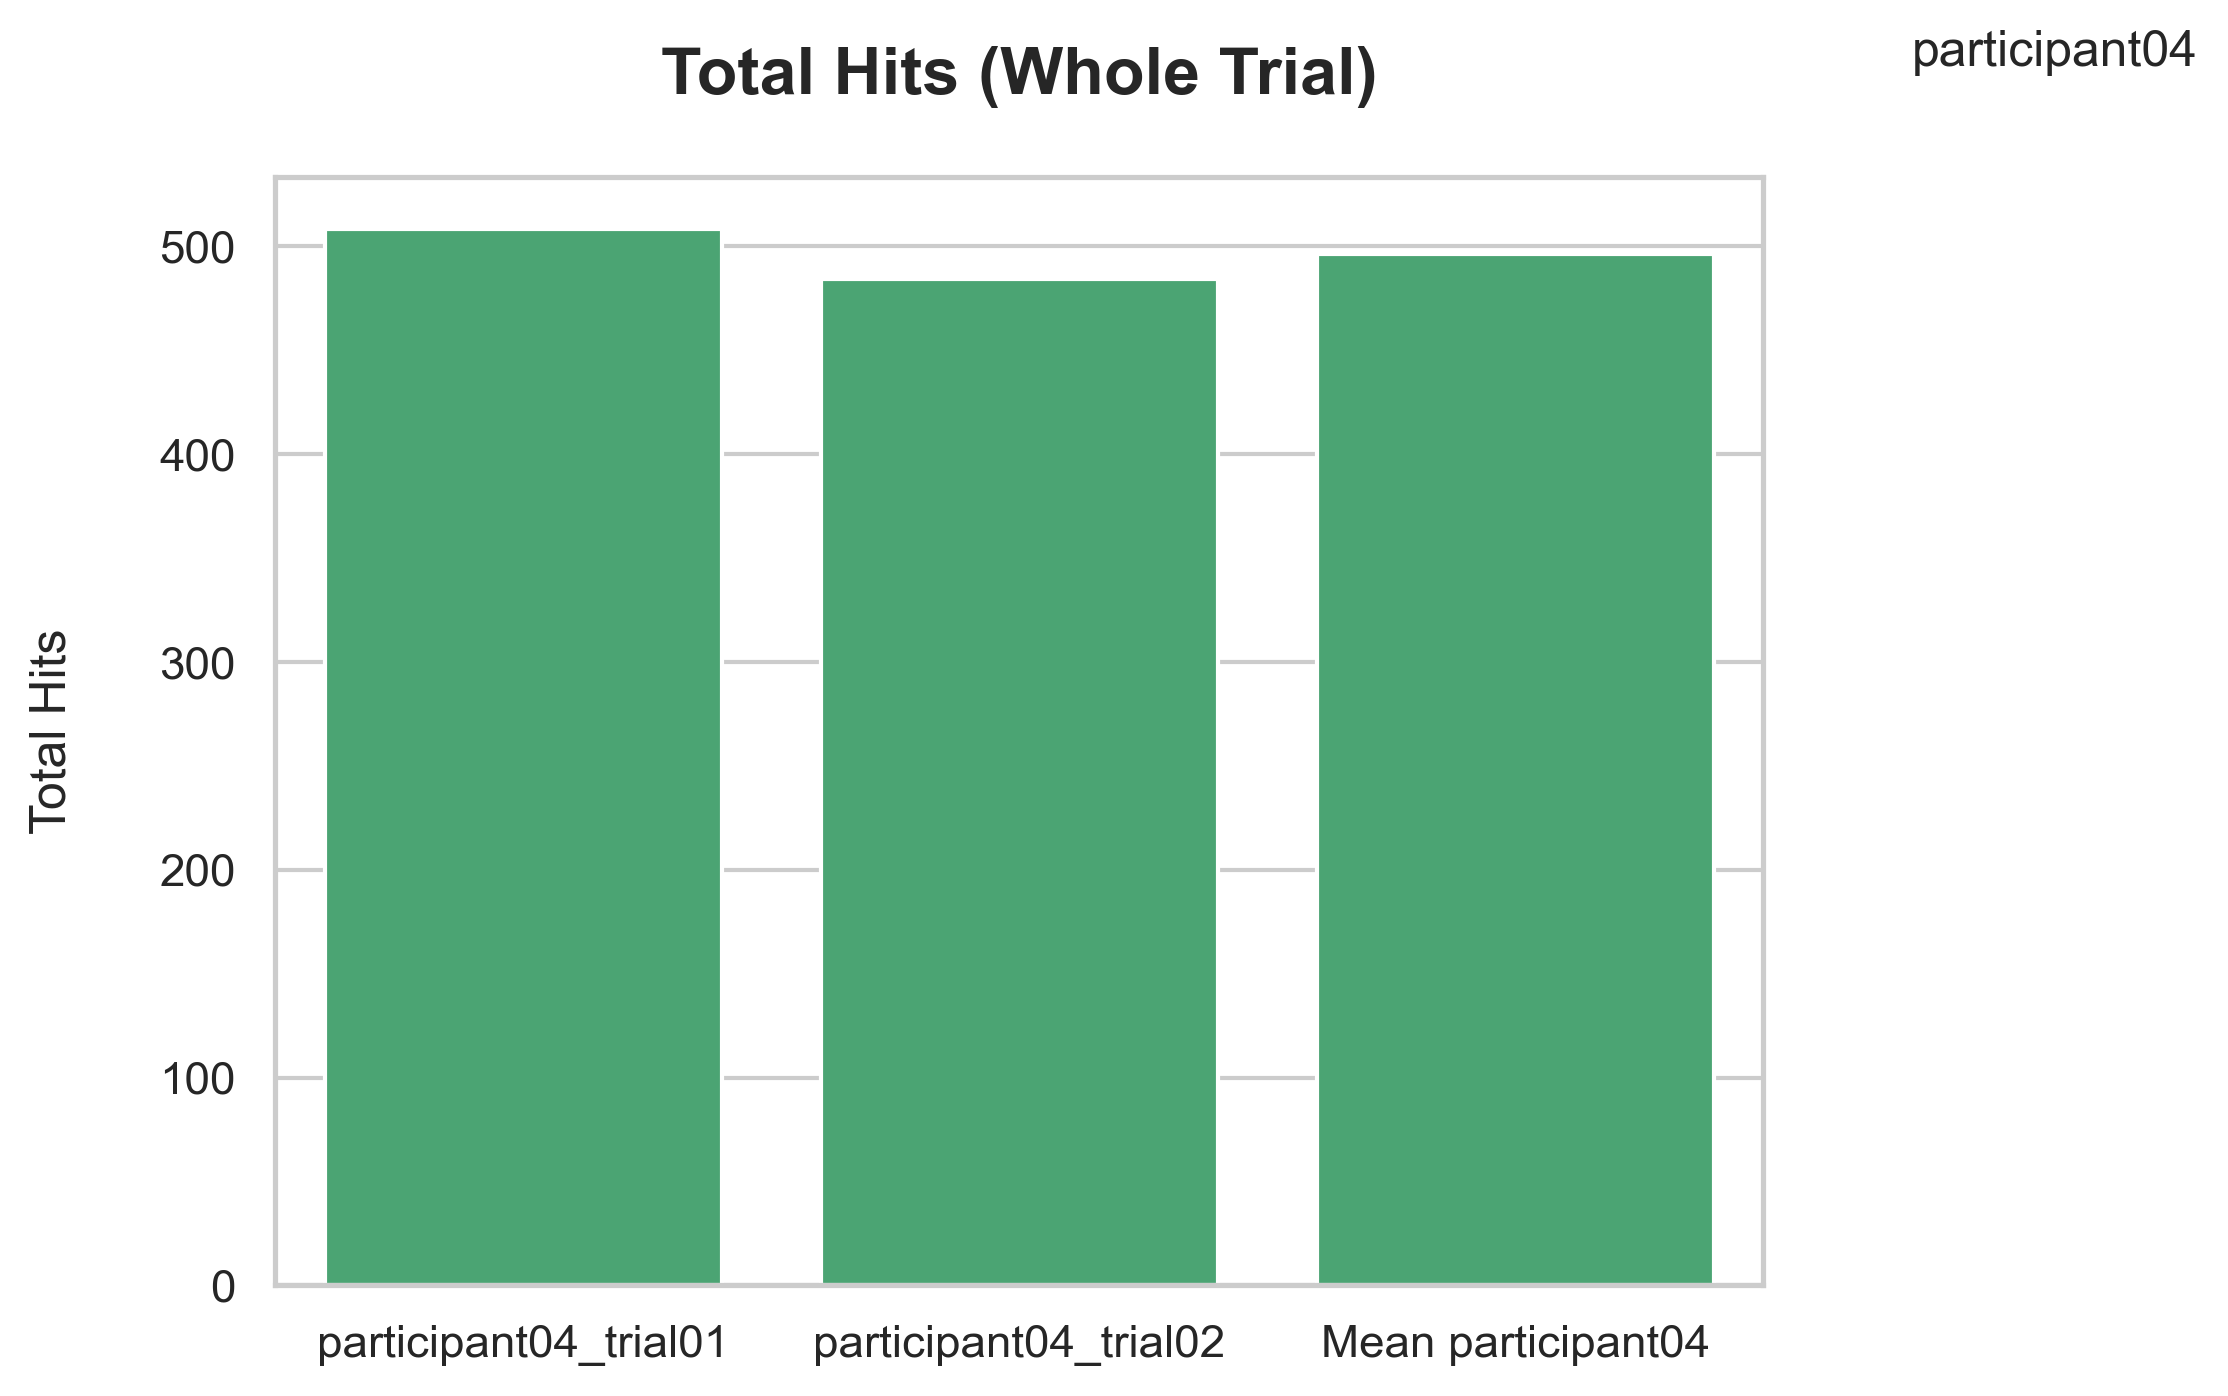 participant04
Total Hits (Whole Trial)
Total Hits
500
400
300
200
100
0
participant04_trial01
participant04_trial02
Mean participant04